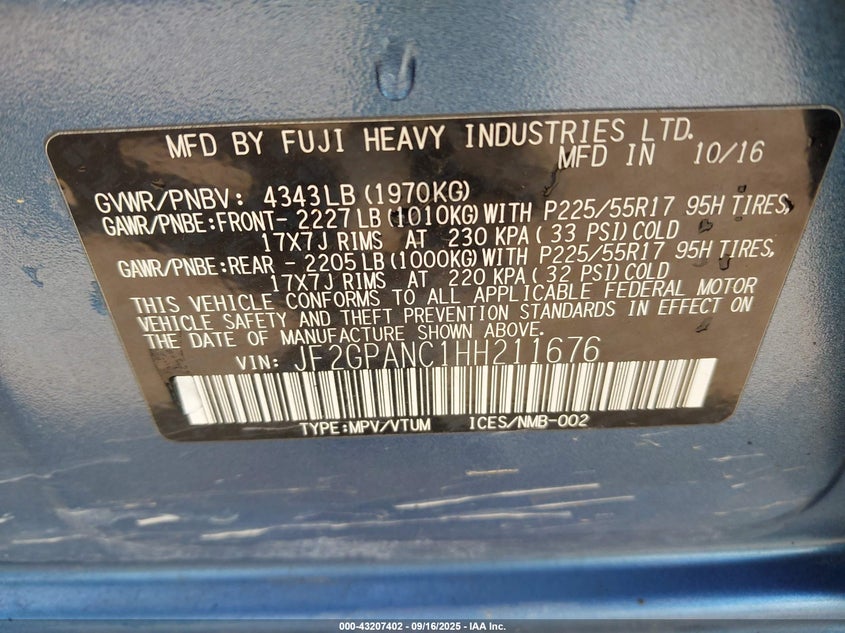 MFD BY FUJI HEAVY INDUSTRIES LTD.
MFD IN 10/16
GVWR/PNBV: 4343LB(1970KG)
GAWR/PNBE:FRONT- 2227LB(1010KG)WITH P225/55R17 95H TIRES,
17X7J RIMS AT 230 KPA( 33 PSI)COLD
GAWR/PNBE:REAR - 2205LB(1000KG)WITH P225/55R17 95H TIRES,
17X7J RIMS AT 220 KPA( 32 PSI)COLD
THIS VEHICLE CONFORMS TO ALL APPLICABLE FEDERAL MOTOR
VEHICLE SAFETY AND THEFT PREVENTION STANDARDS IN EFFECT ON
THE DATE OF MANUFACTURE SHOWN ABOVE.
VIN: JF2GPANC1HH211676
TYPE:MPV/VTUM ICES/NMB-002
000-43207402 - 09/16/2025 - IAA Inc.